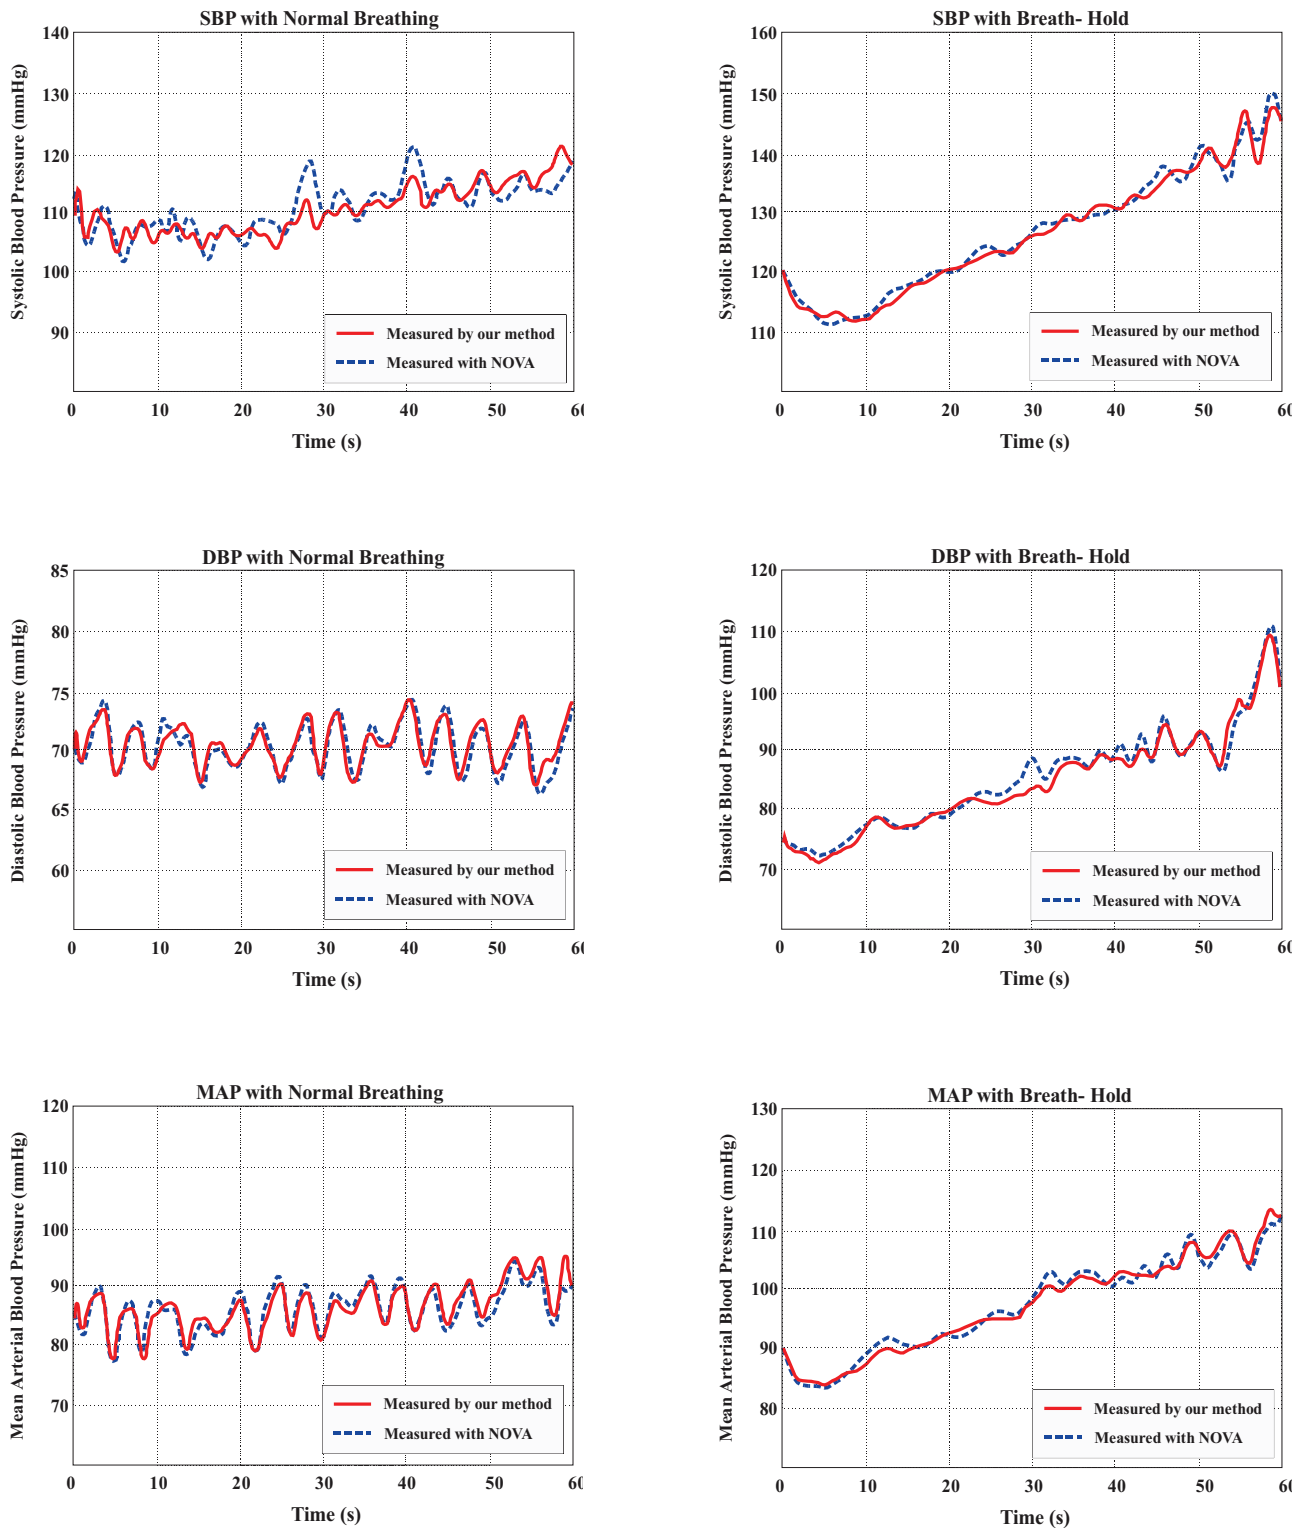 SBP with Normal Breathing
140
130
120
110
100
90
Systolic Blood Pressure (mmHg)
Measured by our method
Measured with NOVA
0 10 20 30 40 50 60
Time (s)
SBP with Breath- Hold
160
150
140
130
120
110
Systolic Blood Pressure (mmHg)
Measured by our method
Measured with NOVA
0 10 20 30 40 50 60
Time (s)
DBP with Normal Breathing
85
80
75
70
65
60
Diastolic Blood Pressure (mmHg)
Measured by our method
Measured with NOVA
0 10 20 30 40 50 60
Time (s)
DBP with Breath- Hold
120
110
100
90
80
70
Diastolic Blood Pressure (mmHg)
Measured by our method
Measured with NOVA
0 10 20 30 40 50 60
Time (s)
MAP with Normal Breathing
120
110
100
90
80
70
Mean Arterial Blood Pressure (mmHg)
Measured by our method
Measured with NOVA
0 10 20 30 40 50 60
Time (s)
MAP with Breath- Hold
130
120
110
100
90
80
Mean Arterial Blood Pressure (mmHg)
Measured by our method
Measured with NOVA
0 10 20 30 40 50 60
Time (s)